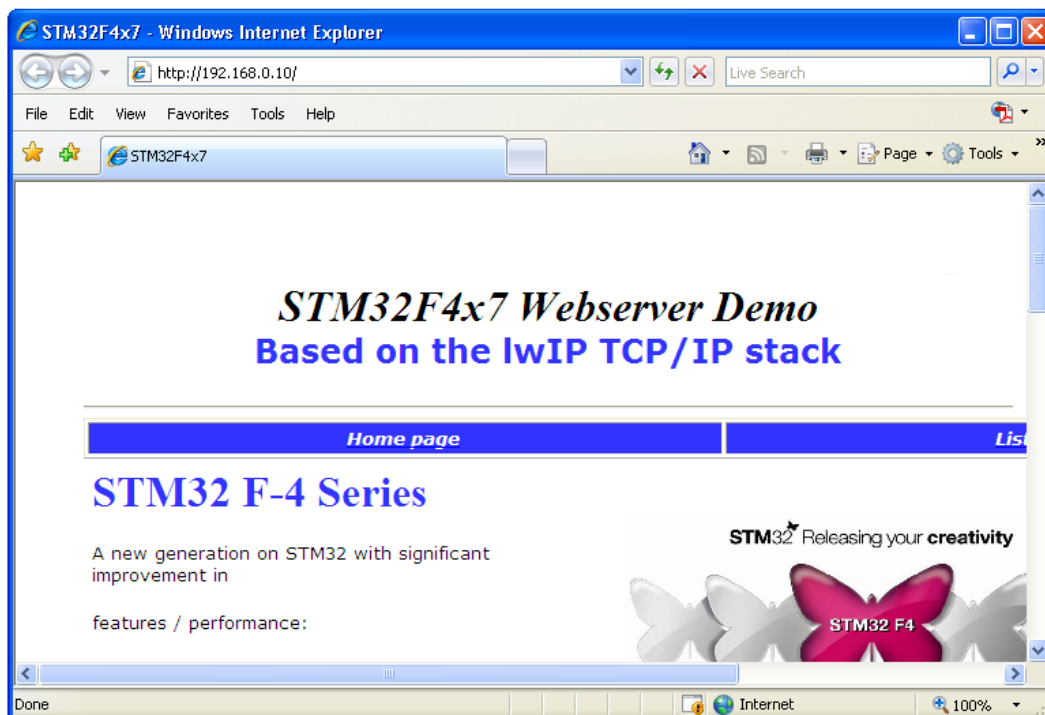 STM32F4x7 - Windows Internet Explorer
http://192.168.0.10/
Live Search
File Edit View Favorites Tools Help
STM32F4x7
Page Tools »
STM32F4x7 Webserver Demo
Based on the lwIP TCP/IP stack
Home page
List
STM32 F-4 Series
STM32 Releasing your creativity
A new generation on STM32 with significant
improvement in
features / performance:
STM32 F4
Done
Internet
100%